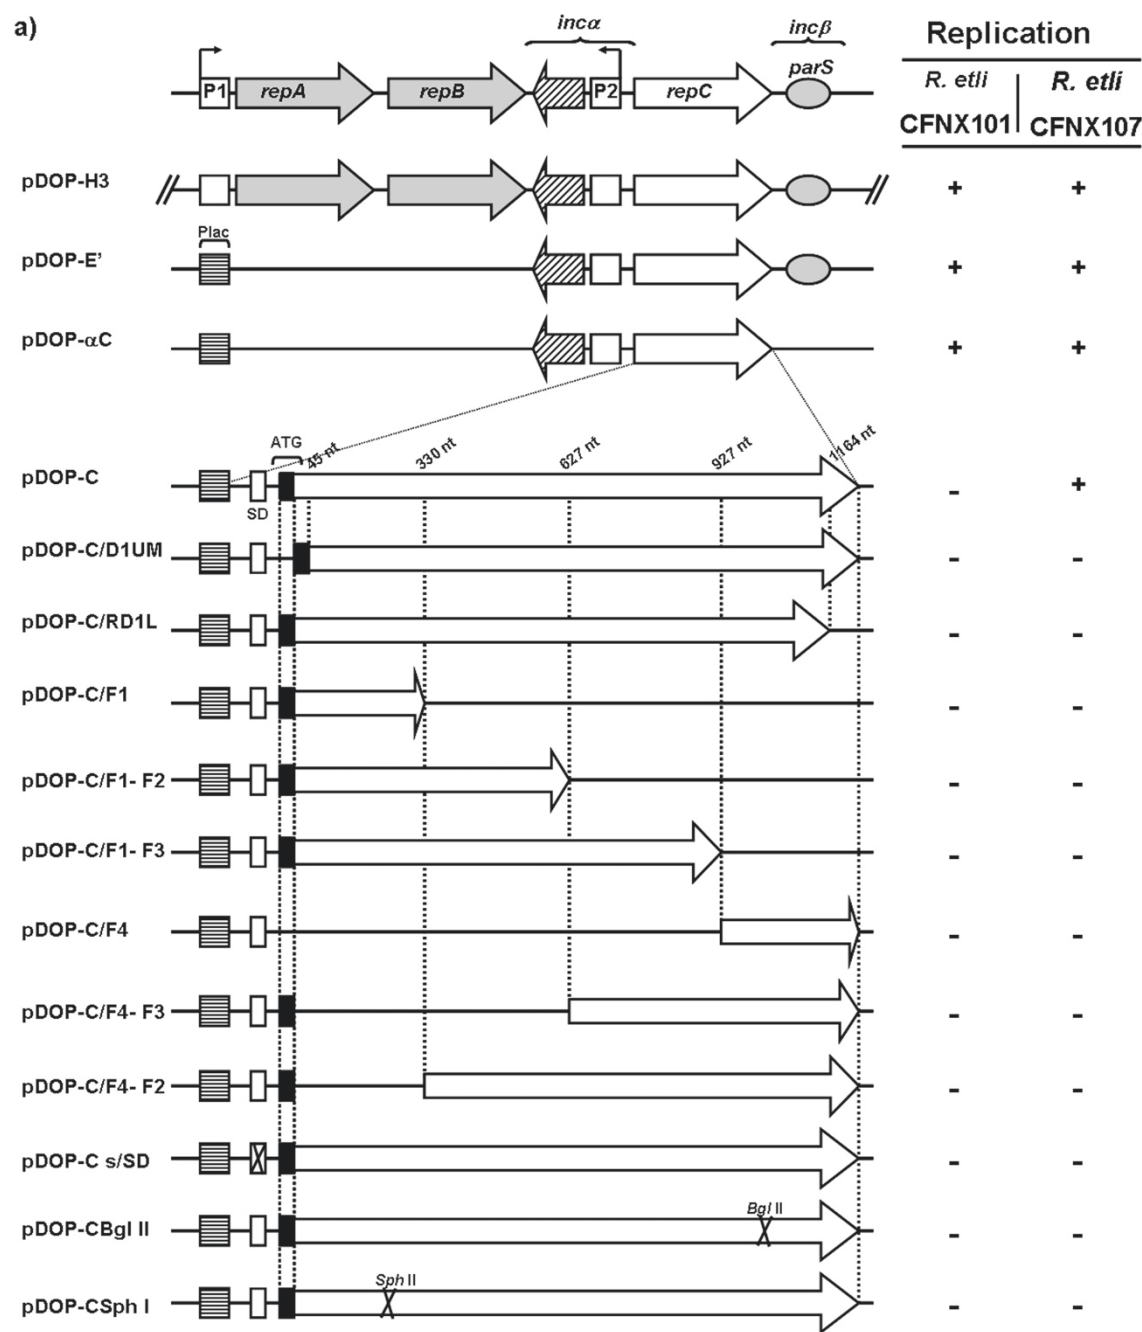 a)
incα
incβ
Replication
P1
repA
repB
P2
repC
parS
R. etli
R. etli
CFNX101
CFNX107
pDOP-H3
+
+
Plac
pDOP-E'
+
+
pDOP-αC
+
+
ATG
45 nt
330 nt
627 nt
927 nt
1164 nt
pDOP-C
-
+
SD
pDOP-C/D1UM
-
-
pDOP-C/RD1L
-
-
pDOP-C/F1
-
-
pDOP-C/F1- F2
-
-
pDOP-C/F1- F3
-
-
pDOP-C/F4
-
-
pDOP-C/F4- F3
-
-
pDOP-C/F4- F2
-
-
pDOP-C s/SD
-
-
Bgl II
pDOP-CBgl II
-
-
Sph II
pDOP-CSph I
-
-